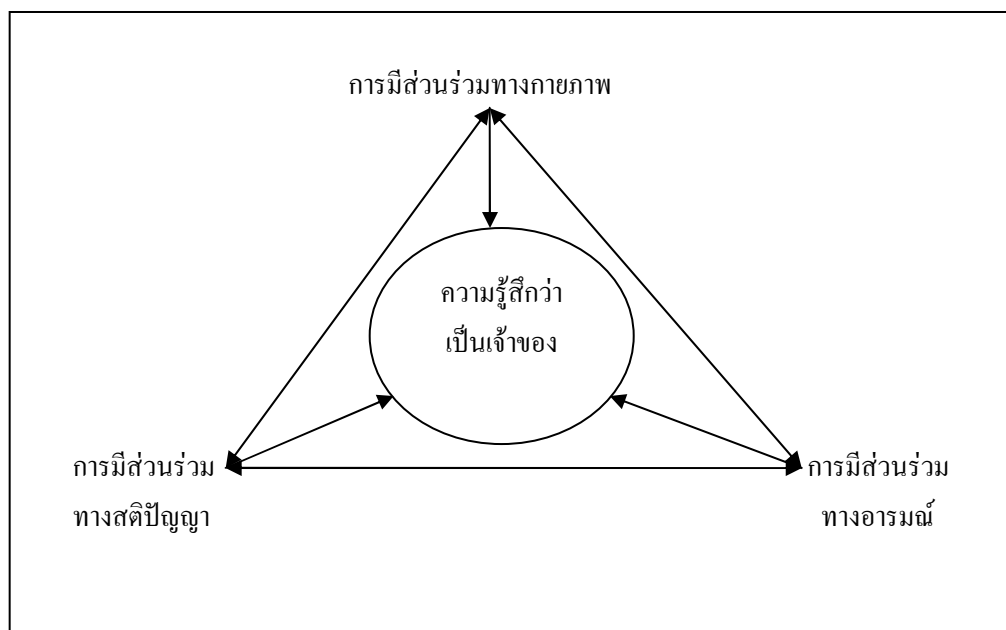 การมีส่วนร่วมทางกายภาพ
ความรู้สึกว่า
เป็นเจ้าของ
การมีส่วนร่วม
ทางสติปัญญา
การมีส่วนร่วม
ทางอารมณ์